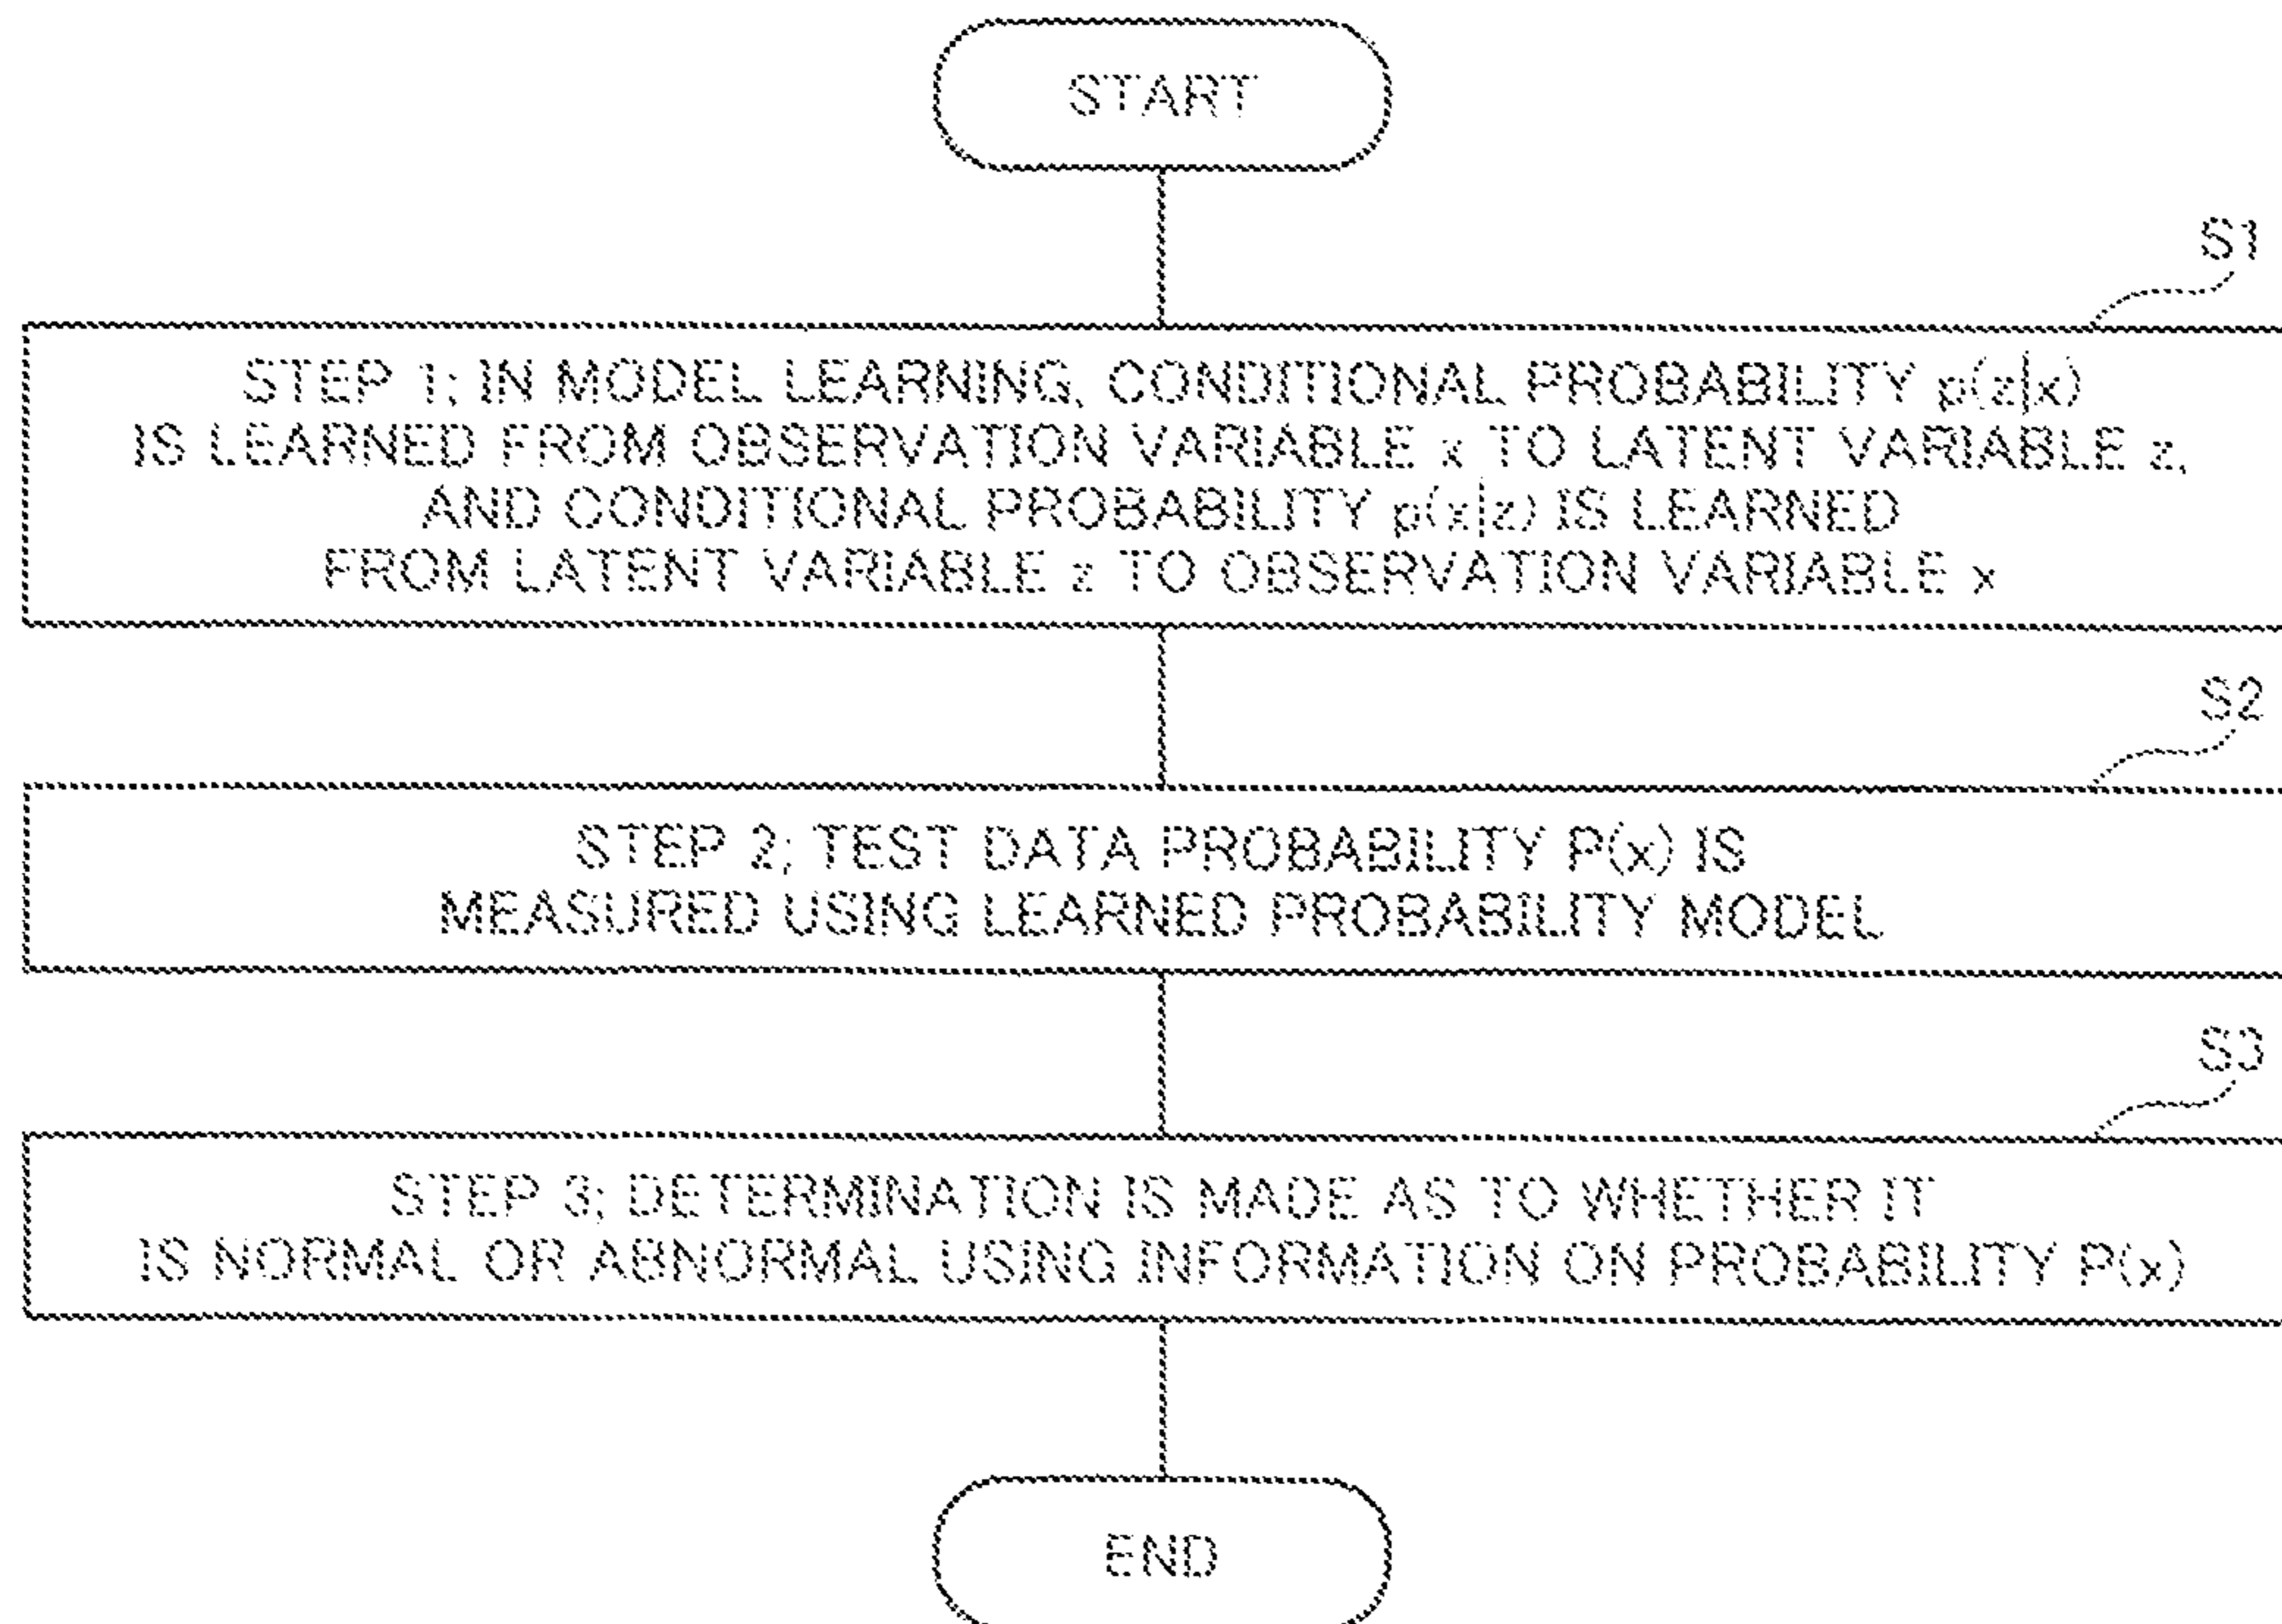 START
S1
STEP 1; IN MODEL LEARNING, CONDITIONAL PROBABILITY p(z|x)
IS LEARNED FROM OBSERVATION VARIABLE x TO LATENT VARIABLE z,
AND CONDITIONAL PROBABILITY p(x|z) IS LEARNED
FROM LATENT VARIABLE z TO OBSERVATION VARIABLE x
S2
STEP 2; TEST DATA PROBABILITY P(x) IS
MEASURED USING LEARNED PROBABILITY MODEL
S3
STEP 3; DETERMINATION IS MADE AS TO WHETHER IT
IS NORMAL OR ABNORMAL USING INFORMATION ON PROBABILITY P(x)
END